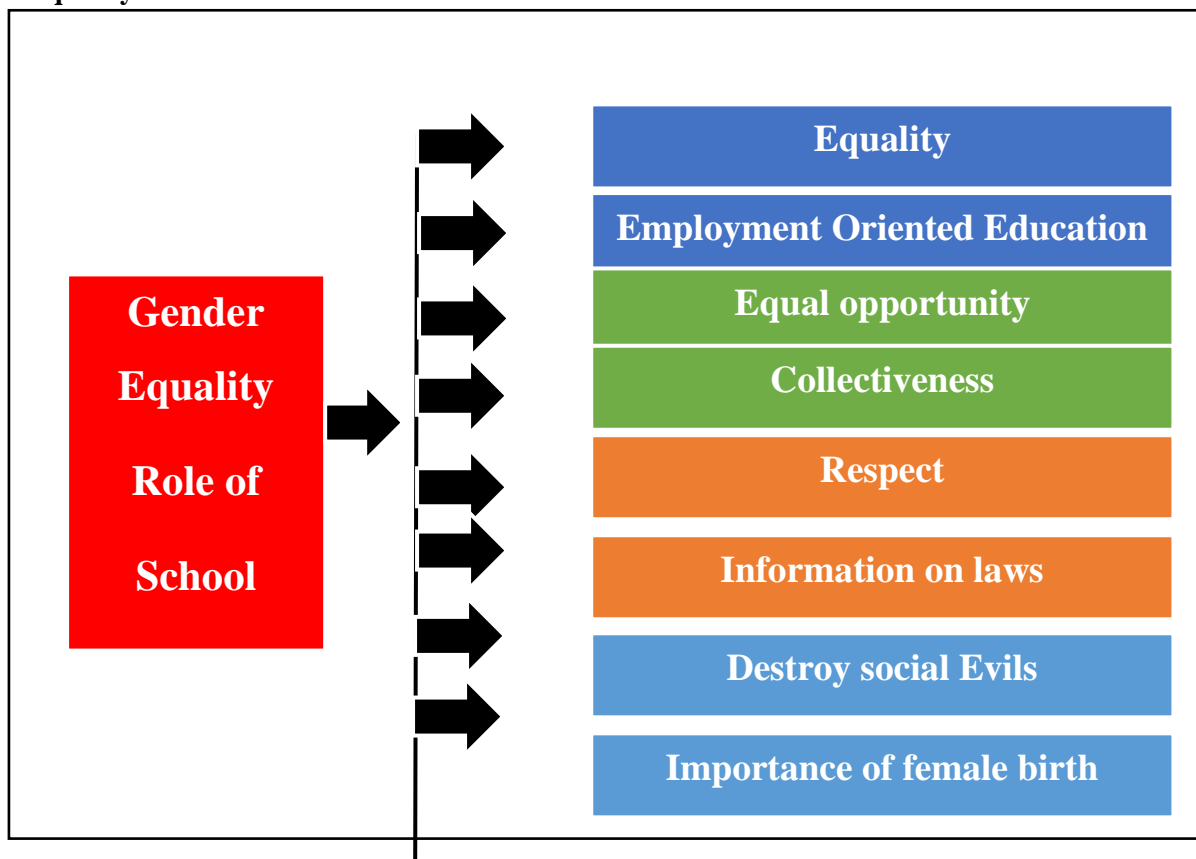 Gender
Equality
Role of
School
Equality
Employment Oriented Education
Equal opportunity
Collectiveness
Respect
Information on laws
Destroy social Evils
Importance of female birth